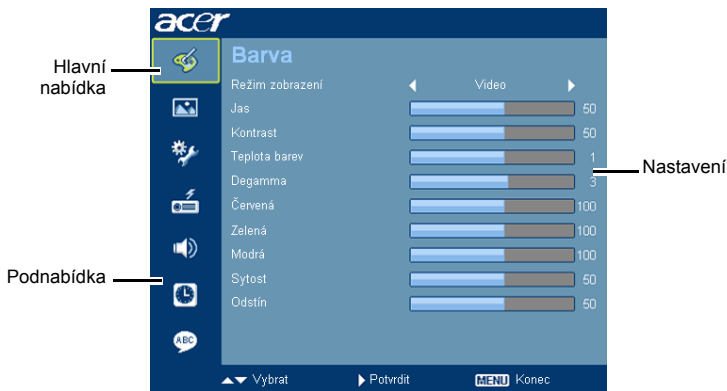 acer
Hlavní
nabídka
Barva
Režim zobrazení Video
Jas 50
Kontrast 50
Teplota barev 1
Degamma 3
Nastavení
Červená 100
Zelená 100
Modrá 100
Podnabídka
Sytost 50
Odstín 50
ABC
Vybrat Potvrdit MENU Konec